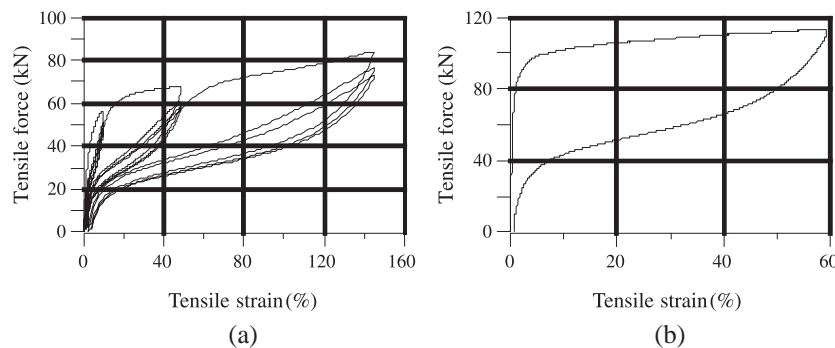 100
80
60
40
20
0
Tensile force (kN)
0 40 80 120 160
Tensile strain (%)
(a)
120
80
40
0
Tensile force (kN)
0 20 40 60
Tensile strain (%)
(b)